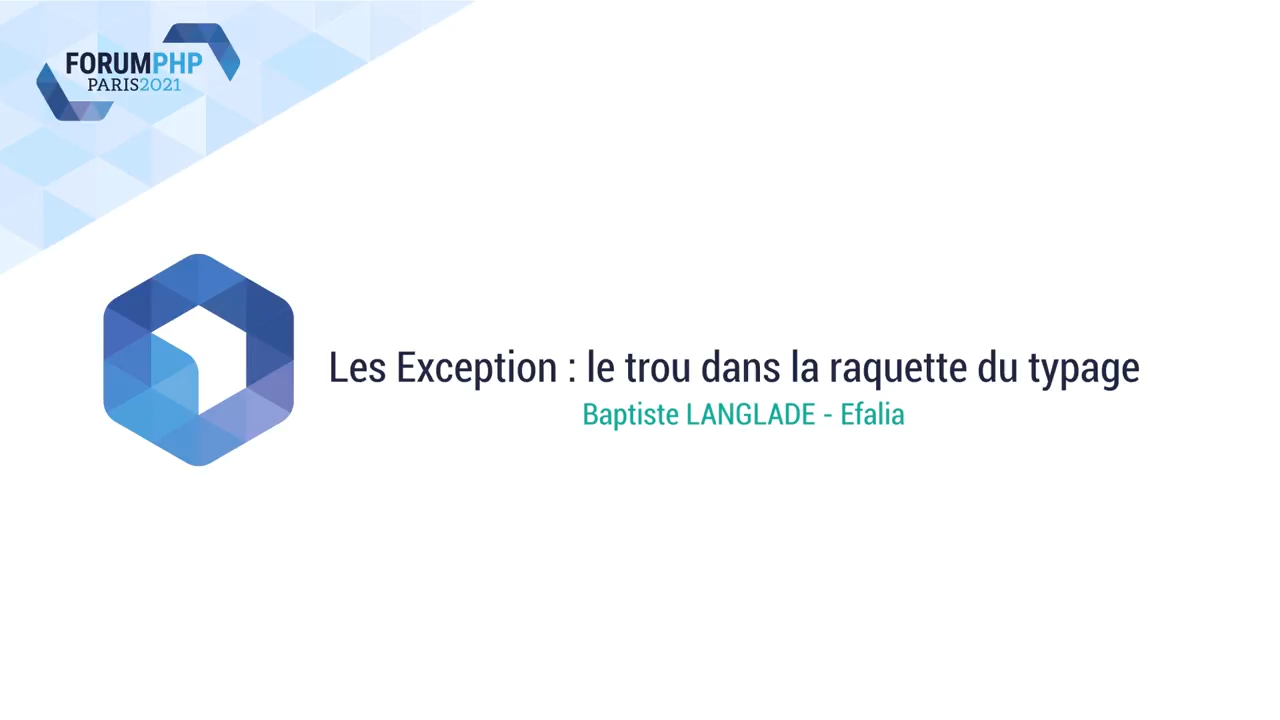 FORUMPHP
PARIS2021
Les Exception : le trou dans la raquette du typage
Baptiste LANGLADE - Efalia